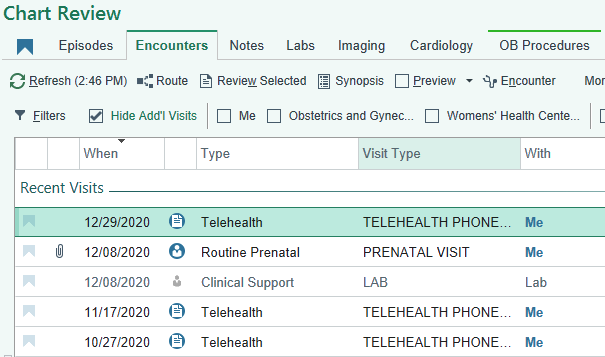 Chart Review
Episodes Encounters Notes Labs Imaging Cardiology OB Procedures
Refresh (2:46 PM) Route Review Selected Synopsis Preview Encounter Mor
Filters Hide Add'l Visits Me Obstetrics and Gynec... Womens' Health Cente...
When Type Visit Type With
Recent Visits
12/29/2020 Telehealth TELEHEALTH PHONE... Me
12/08/2020 Routine Prenatal PRENATAL VISIT Me
12/08/2020 Clinical Support LAB Lab
11/17/2020 Telehealth TELEHEALTH PHONE... Me
10/27/2020 Telehealth TELEHEALTH PHONE... Me